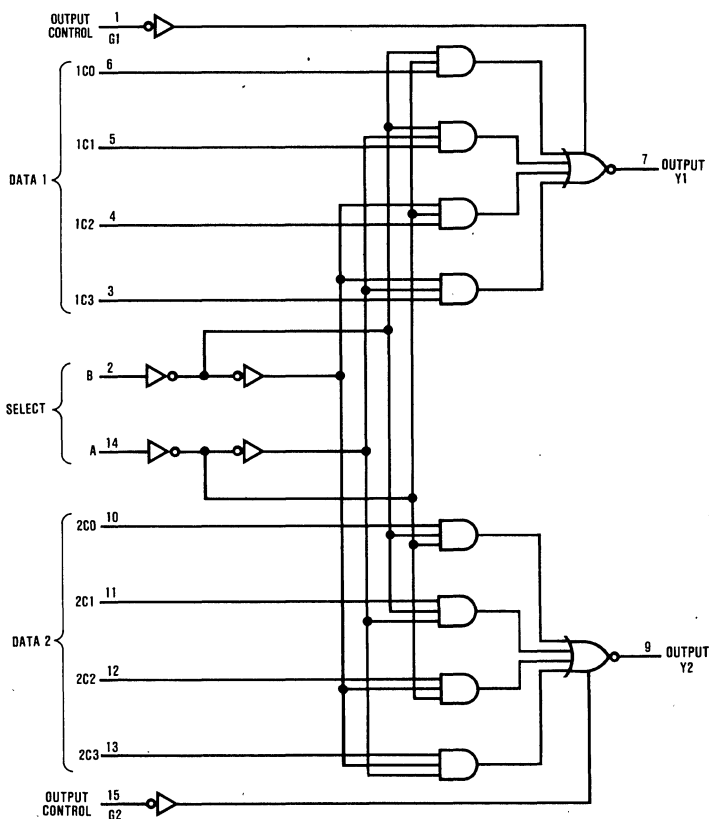 OUTPUT CONTROL 1 G1
DATA 1
1C0 6
1C1 5
1C2 4
1C3 3
7 OUTPUT Y1
SELECT
B 2
A 14
DATA 2
2C0 10
2C1 11
2C2 12
2C3 13
9 OUTPUT Y2
OUTPUT CONTROL 15 G2